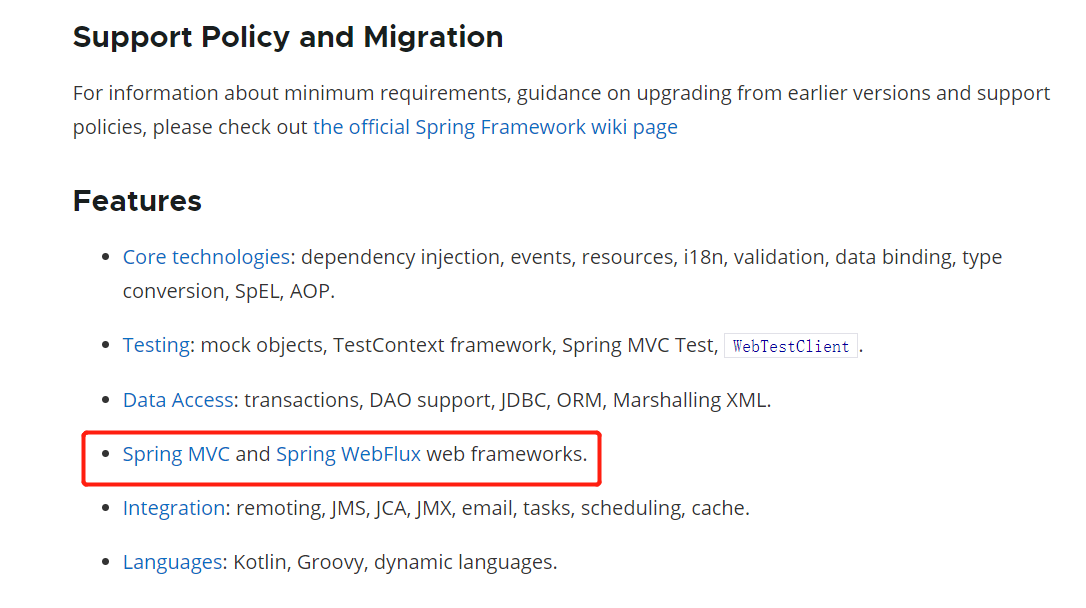 Support Policy and Migration
For information about minimum requirements, guidance on upgrading from earlier versions and support
policies, please check out the official Spring Framework wiki page
Features
• Core technologies: dependency injection, events, resources, i18n, validation, data binding, type
conversion, SpEL, AOP.
• Testing: mock objects, TestContext framework, Spring MVC Test, WebTestClient.
• Data Access: transactions, DAO support, JDBC, ORM, Marshalling XML.
• Spring MVC and Spring WebFlux web frameworks.
• Integration: remoting, JMS, JCA, JMX, email, tasks, scheduling, cache.
• Languages: Kotlin, Groovy, dynamic languages.